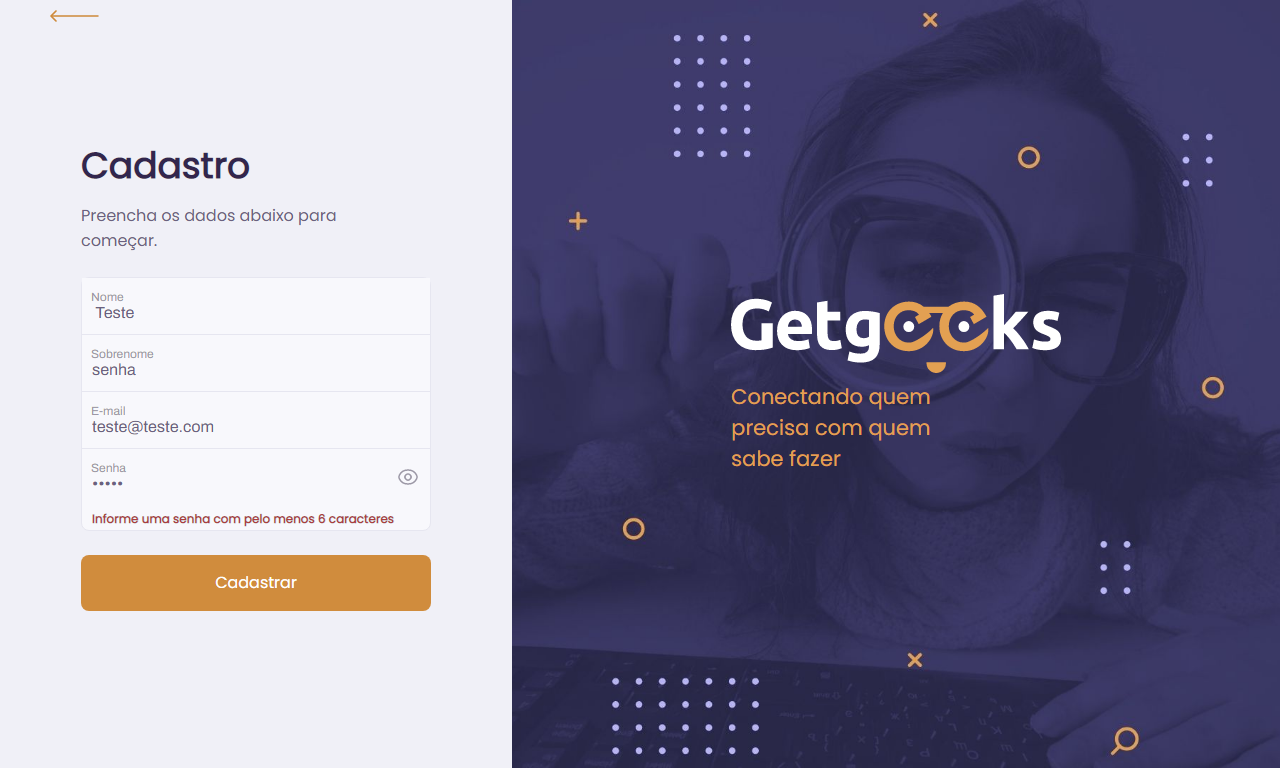 Cadastro
Preencha os dados abaixo para
começar.
Nome
Teste
Sobrenome
senha
E-mail
teste@teste.com
Senha
•••••
Informe uma senha com pelo menos 6 caracteres
Cadastrar
Getgeeks
Conectando quem
precisa com quem
sabe fazer